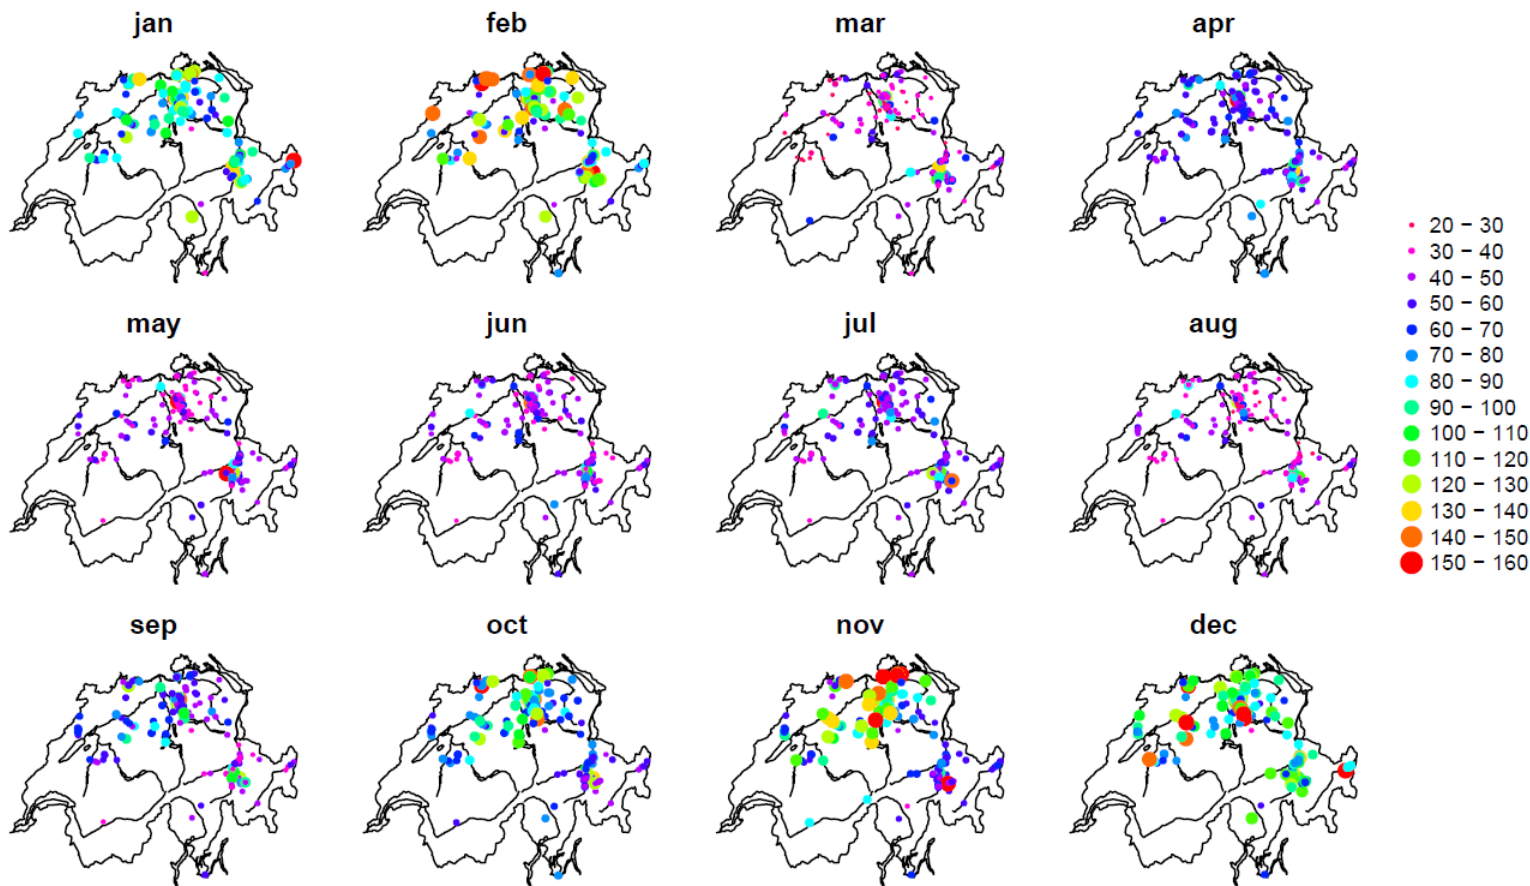 jan
feb
mar
apr
may
jun
jul
aug
20 − 30
30 − 40
40 − 50
50 − 60
60 − 70
70 − 80
80 − 90
90 − 100
100 − 110
110 − 120
120 − 130
130 − 140
140 − 150
150 − 160
sep
oct
nov
dec